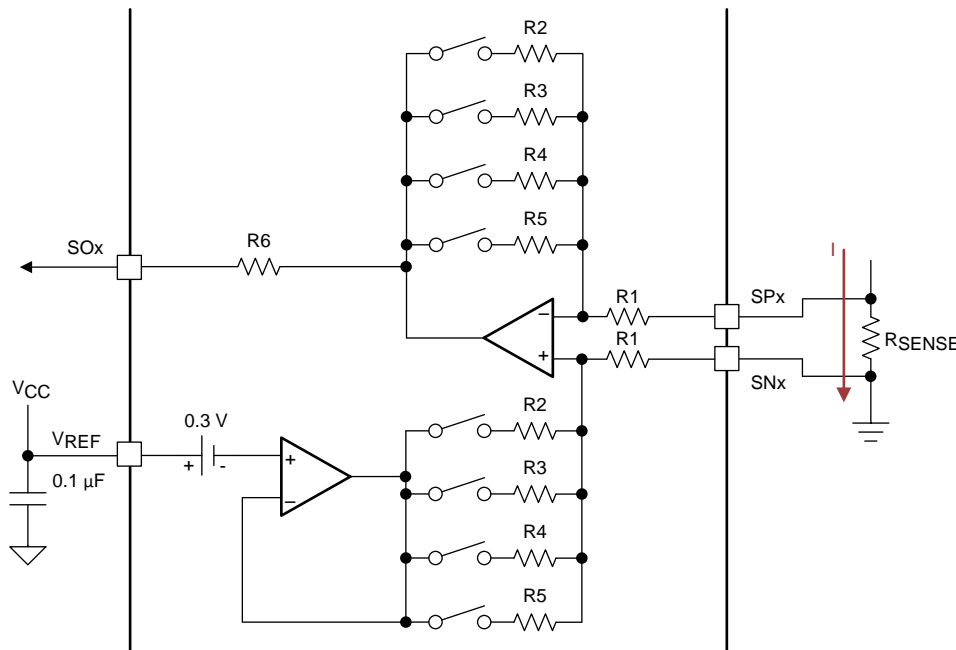 R2
R3
R4
R5
SOx
R6
I
R1
SPx
−
+
R1
RSENSE
SNx
VCC
VREF
0.3 V
+ -
0.1 µF
+
−
R2
R3
R4
R5